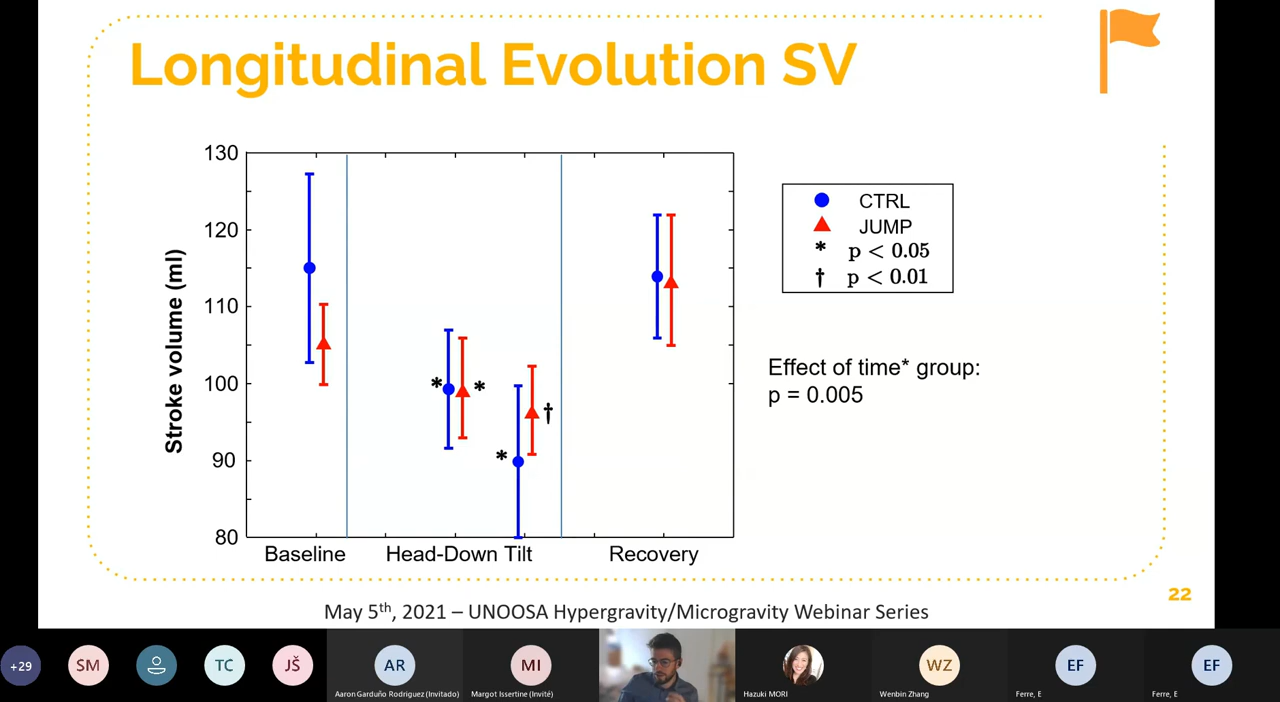 Longitudinal Evolution SV
130
120
110
100
90
80
Stroke volume (ml)
Baseline
Head-Down Tilt
Recovery
CTRL
JUMP
* p < 0.05
† p < 0.01
*
*
*
†
Effect of time* group:
p = 0.005
22
May 5th, 2021 – UNOOSA Hypergravity/Microgravity Webinar Series
+29
SM
TC
JŠ
AR
Aaron Garduño Rodriguez (Invitado)
MI
Margot Issertine (Invité)
Hazuki MORI
WZ
Wenbin Zhang
EF
Ferre, E
EF
Ferre, E